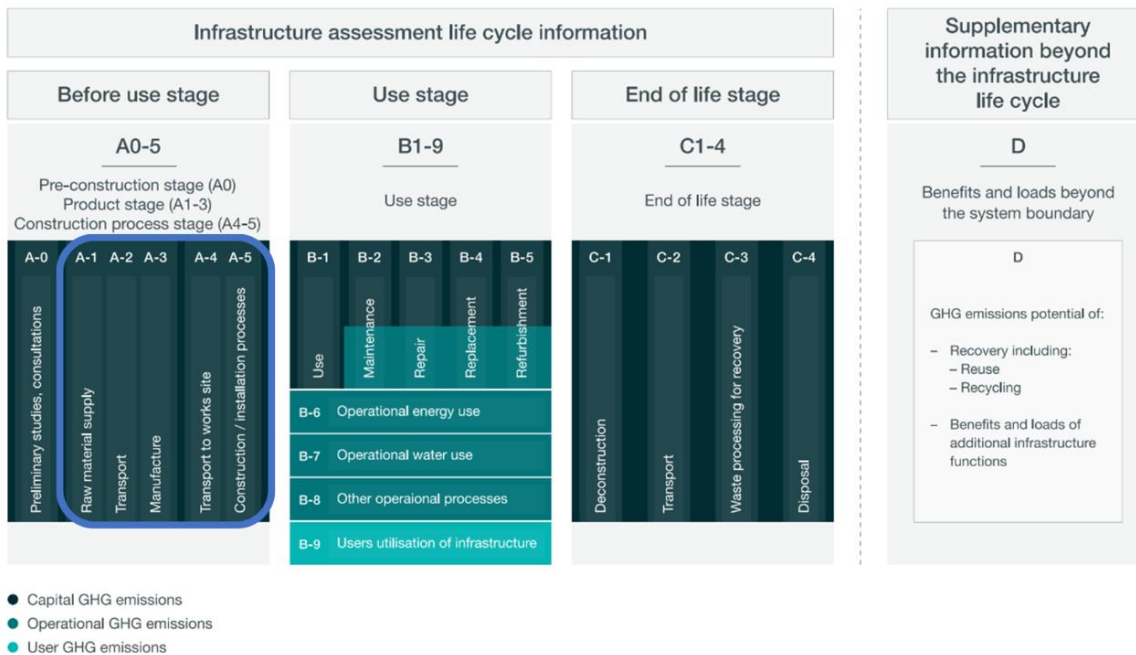 Infrastructure assessment life cycle information
Supplementary
information beyond
the infrastructure
life cycle
Before use stage
Use stage
End of life stage
A0-5
Pre-construction stage (A0)
Product stage (A1-3)
Construction process stage (A4-5)
B1-9
Use stage
C1-4
End of life stage
D
Benefits and loads beyond
the system boundary
A-0
Preliminary studies, consultations
A-1
Raw material supply
A-2
Transport
A-3
Manufacture
A-4
Transport to works site
A-5
Construction / installation processes
B-1
Use
B-2
Maintenance
B-3
Repair
B-4
Replacement
B-5
Refurbishment
B-6 Operational energy use
B-7 Operational water use
B-8 Other operaional processes
B-9 Users utilisation of infrastructure
C-1
Deconstruction
C-2
Transport
C-3
Waste processing for recovery
C-4
Disposal
D
GHG emissions potential of:
– Recovery including:
– Reuse
– Recycling
– Benefits and loads of
additional infrastructure
functions
Capital GHG emissions
Operational GHG emissions
User GHG emissions